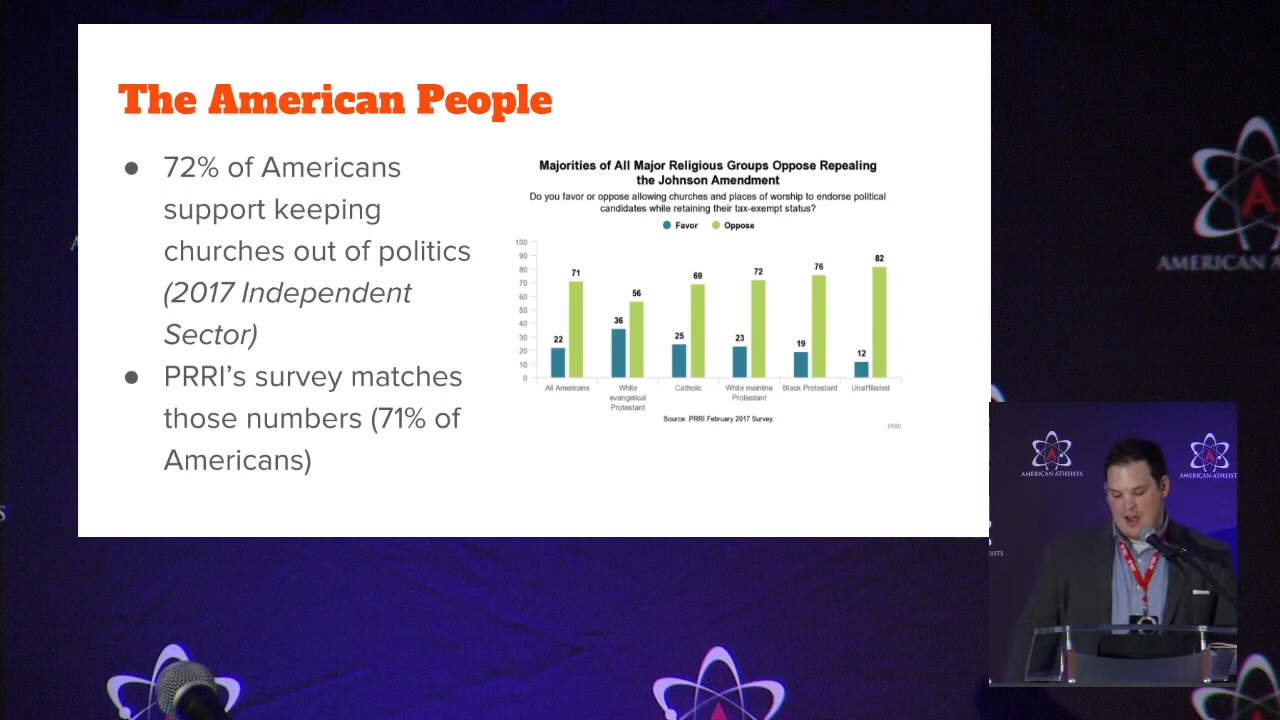 The American People
● 72% of Americans
support keeping
churches out of politics
(2017 Independent
Sector)
● PRRI's survey matches
those numbers (71% of
Americans)
Majorities of All Major Religious Groups Oppose Repealing
the Johnson Amendment
Do you favor or oppose allowing churches and places of worship to endorse political
candidates while retaining their tax-exempt status?
Favor Oppose
100
90
80
70
60
50
40
30
20
10
0
22 71
36 56
25 69
23 72
19 76
12 82
All Americans
White
evangelical
Protestant
Catholic
White mainline
Protestant
Black Protestant
Unaffiliated
Source: PRRI February 2017 Survey.
PRRI
A
AMERICAN A
A
AMERICAN ATHEISTS
A
AMERICAN ATHEIST
ISTS